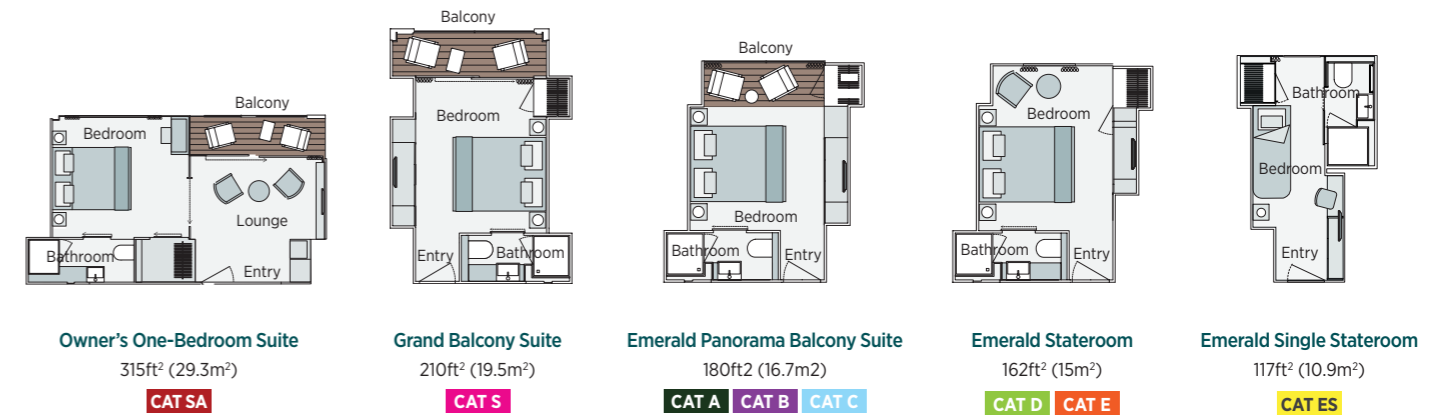 Balcony
Bedroom
Lounge
Bathroom
Entry
Owner's One-Bedroom Suite
315ft² (29.3m²)
CAT SA
Balcony
Bedroom
Entry
Bathroom
Grand Balcony Suite
210ft² (19.5m²)
CAT S
Balcony
Bedroom
Bathroom
Entry
Emerald Panorama Balcony Suite
180ft2 (16.7m2)
CAT A CAT B CAT C
Bedroom
Bathroom
Entry
Emerald Stateroom
162ft² (15m²)
CAT D CAT E
Bathroom
Bedroom
Entry
Emerald Single Stateroom
117ft² (10.9m²)
CAT ES